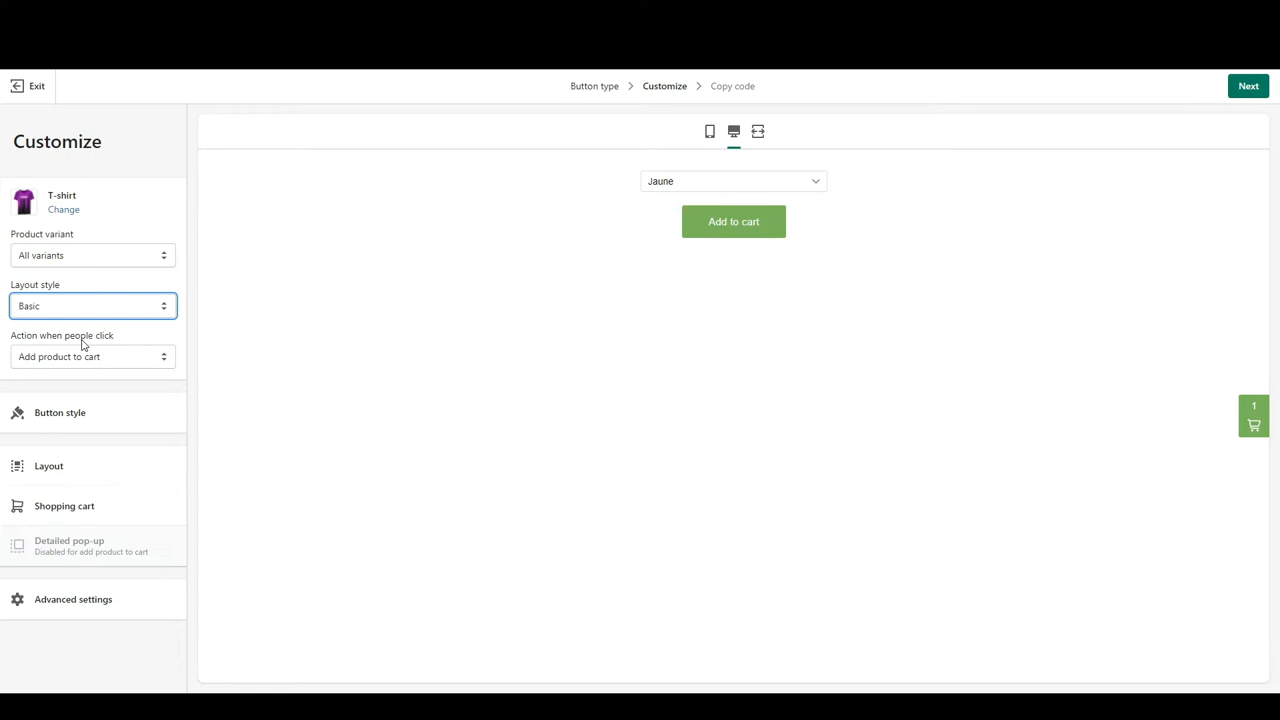 Exit
Button type
Customize
Copy code
Next
Customize
T-shirt
Change
Product variant
All variants
Layout style
Basic
Action when people click
Add product to cart
Button style
Layout
Shopping cart
Detailed pop-up
Disabled for add product to cart
Advanced settings
Jaune
Add to cart
1